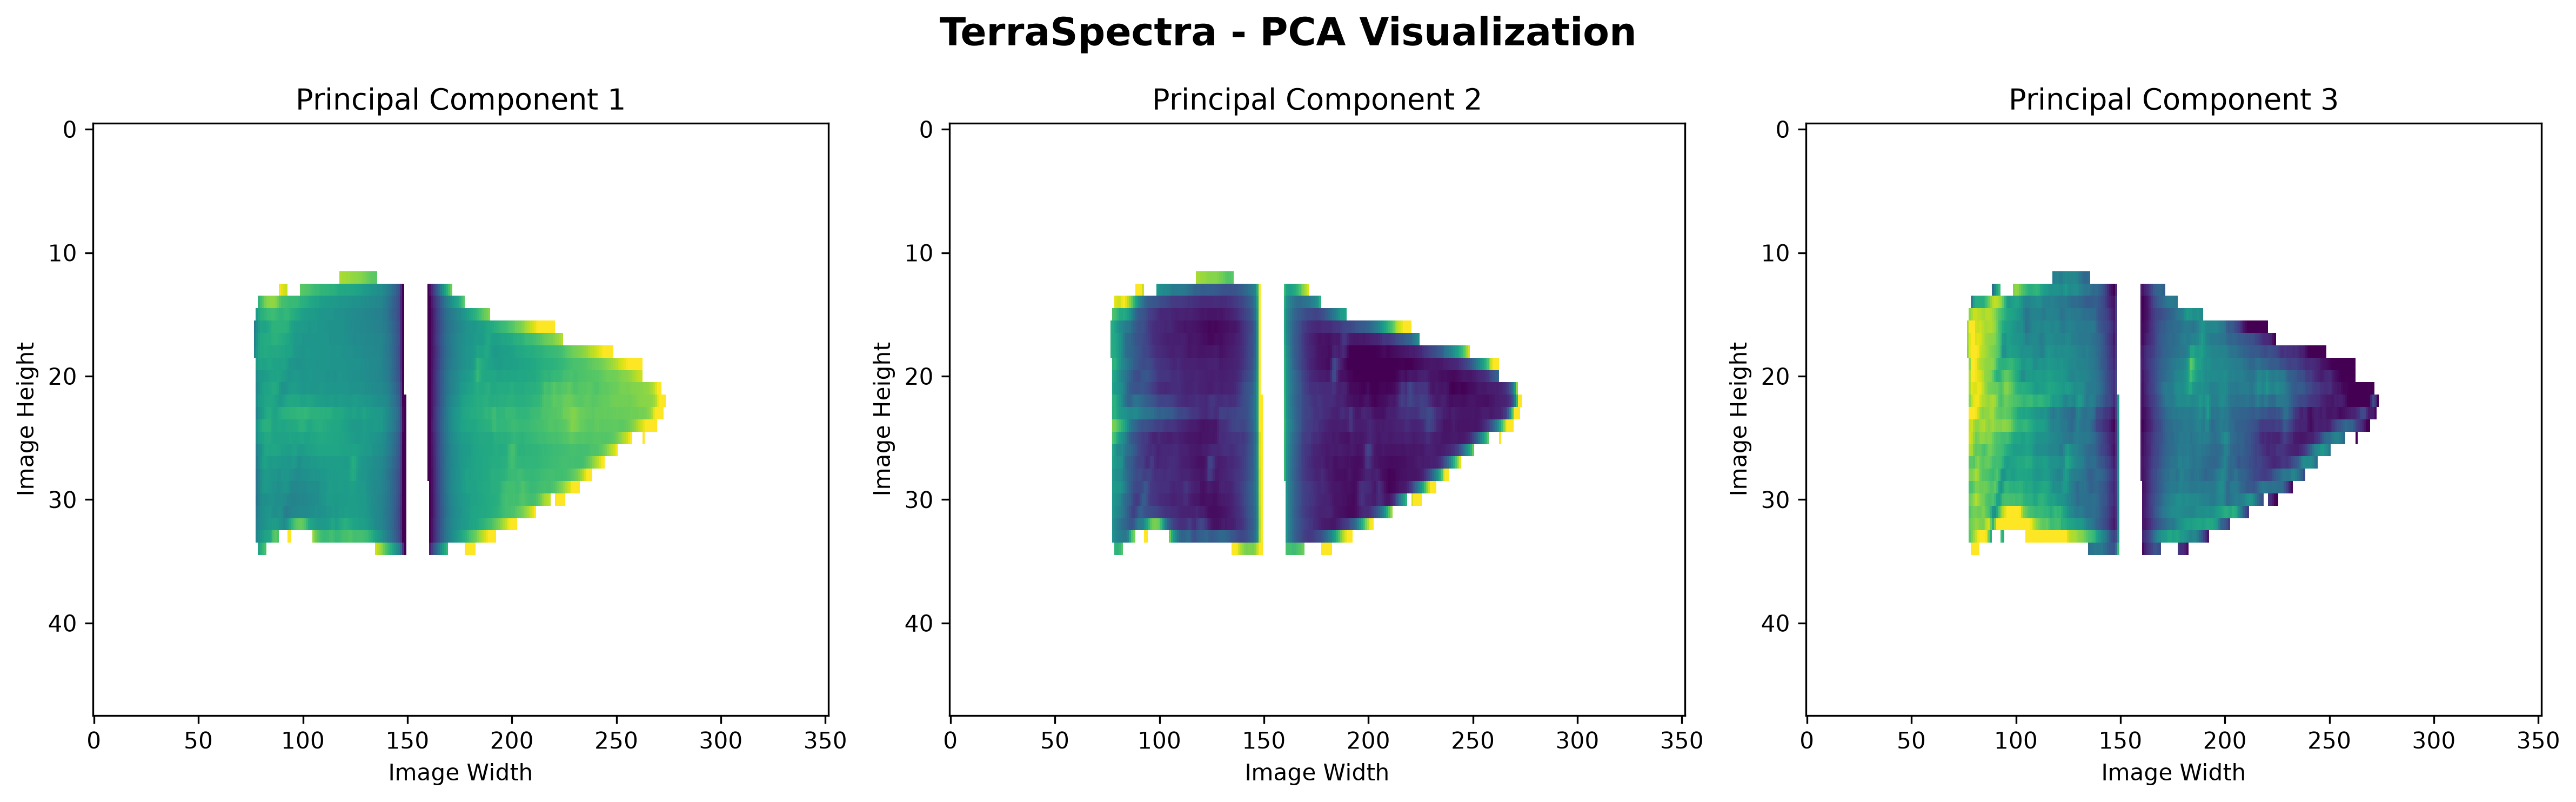 TerraSpectra - PCA Visualization
Principal Component 1
Principal Component 2
Principal Component 3
Image Height
0
10
20
30
40
0 50 100 150 200 250 300 350
Image Width
Image Height
0
10
20
30
40
0 50 100 150 200 250 300 350
Image Width
Image Height
0
10
20
30
40
0 50 100 150 200 250 300 350
Image Width